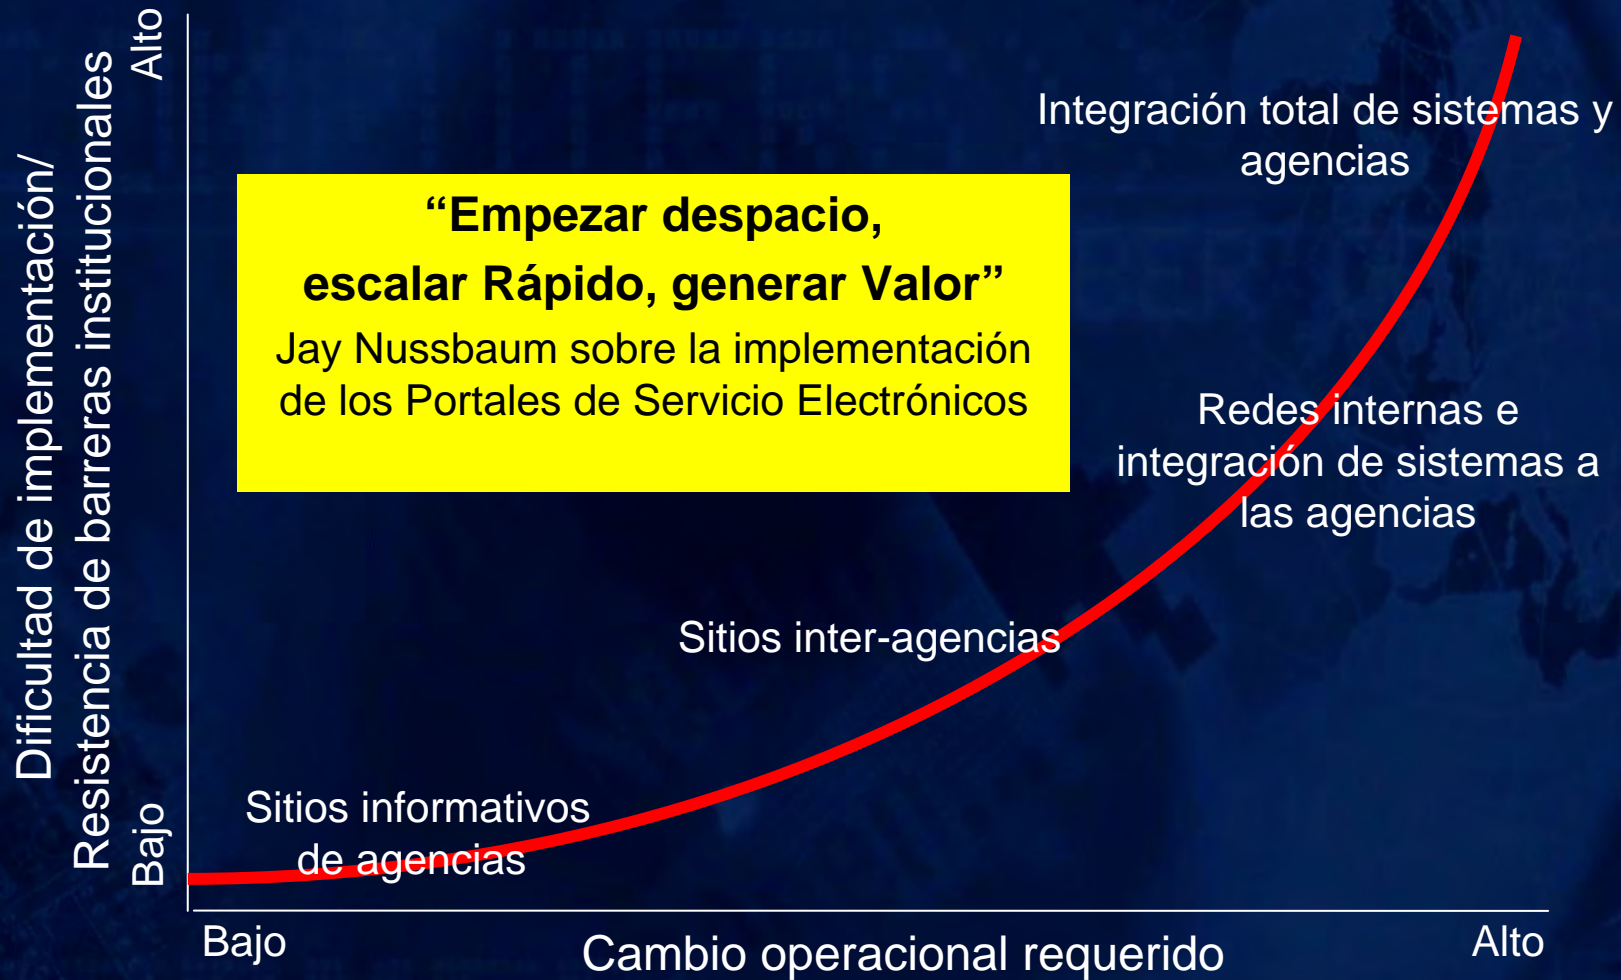 Alto
Dificultad de implementación/
Resistencia de barreras institucionales
Bajo
Integración total de sistemas y
agencias
“Empezar despacio,
escalar Rápido, generar Valor”
Jay Nussbaum sobre la implementación
de los Portales de Servicio Electrónicos
Redes internas e
integración de sistemas a
las agencias
Sitios inter-agencias
Sitios informativos
de agencias
Bajo
Cambio operacional requerido
Alto